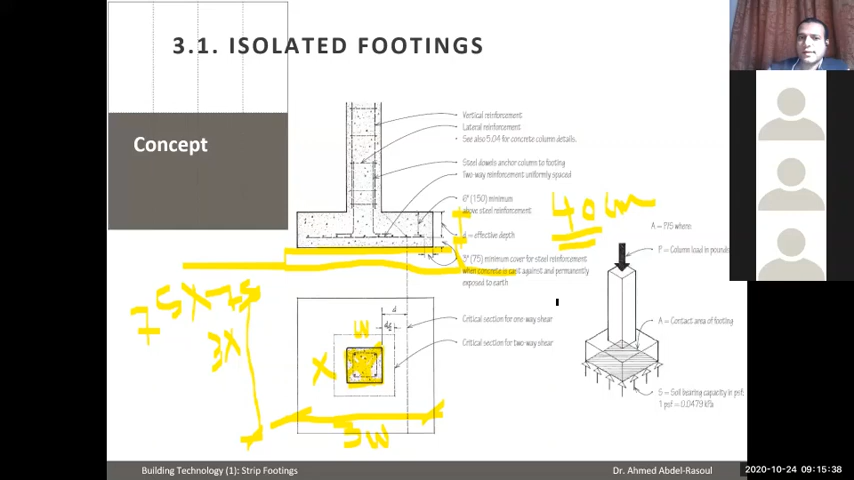 3.1. ISOLATED FOOTINGS
Concept
Vertical reinforcement
Lateral reinforcement
• See also 5.04 for concrete column details.
Steel dowels anchor column to footing
Two-way reinforcement uniformly spaced
6" (150) minimum
above steel reinforcement
d = effective depth
3" (75) minimum cover for steel reinforcement
when concrete is cast against and permanently
exposed to earth
40 cm
A = P/S where:
P = Column load in pounds
75X75
3X
d
d/2
W
X
3W
Critical section for one-way shear
Critical section for two-way shear
A = Contact area of footing
S = Soil bearing capacity in psf;
1 psf = 0.0479 kPa
Building Technology (1): Strip Footings
Dr. Ahmed Abdel-Rasoul
2020-10-24 09:15:38